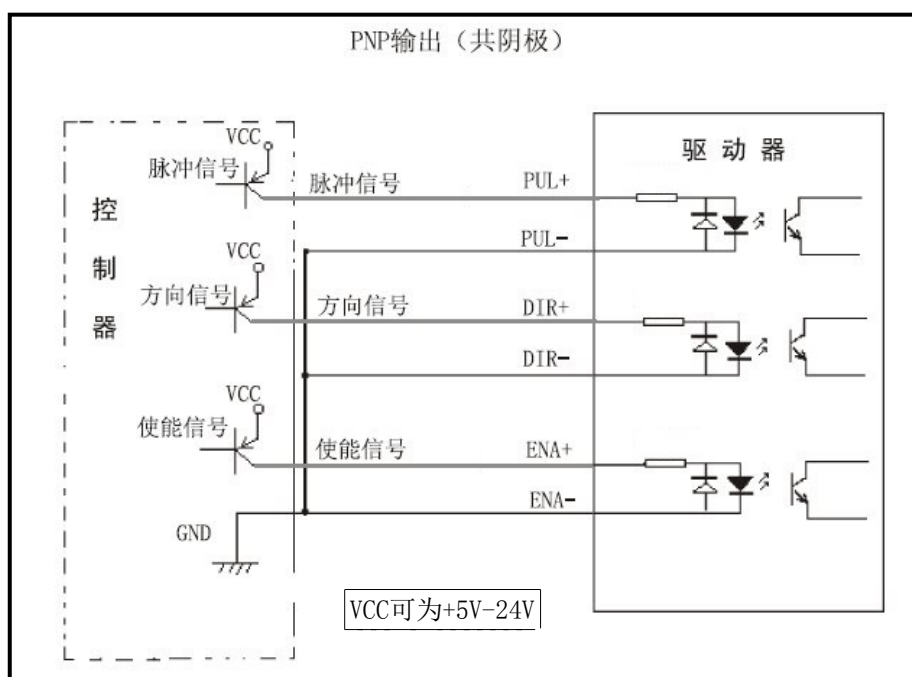 PNP输出（共阴极）
VCC
脉冲信号
脉冲信号
PUL+
驱动器
控制器
PUL-
VCC
方向信号
方向信号
DIR+
DIR-
VCC
使能信号
使能信号
ENA+
ENA-
GND
VCC可为+5V-24V